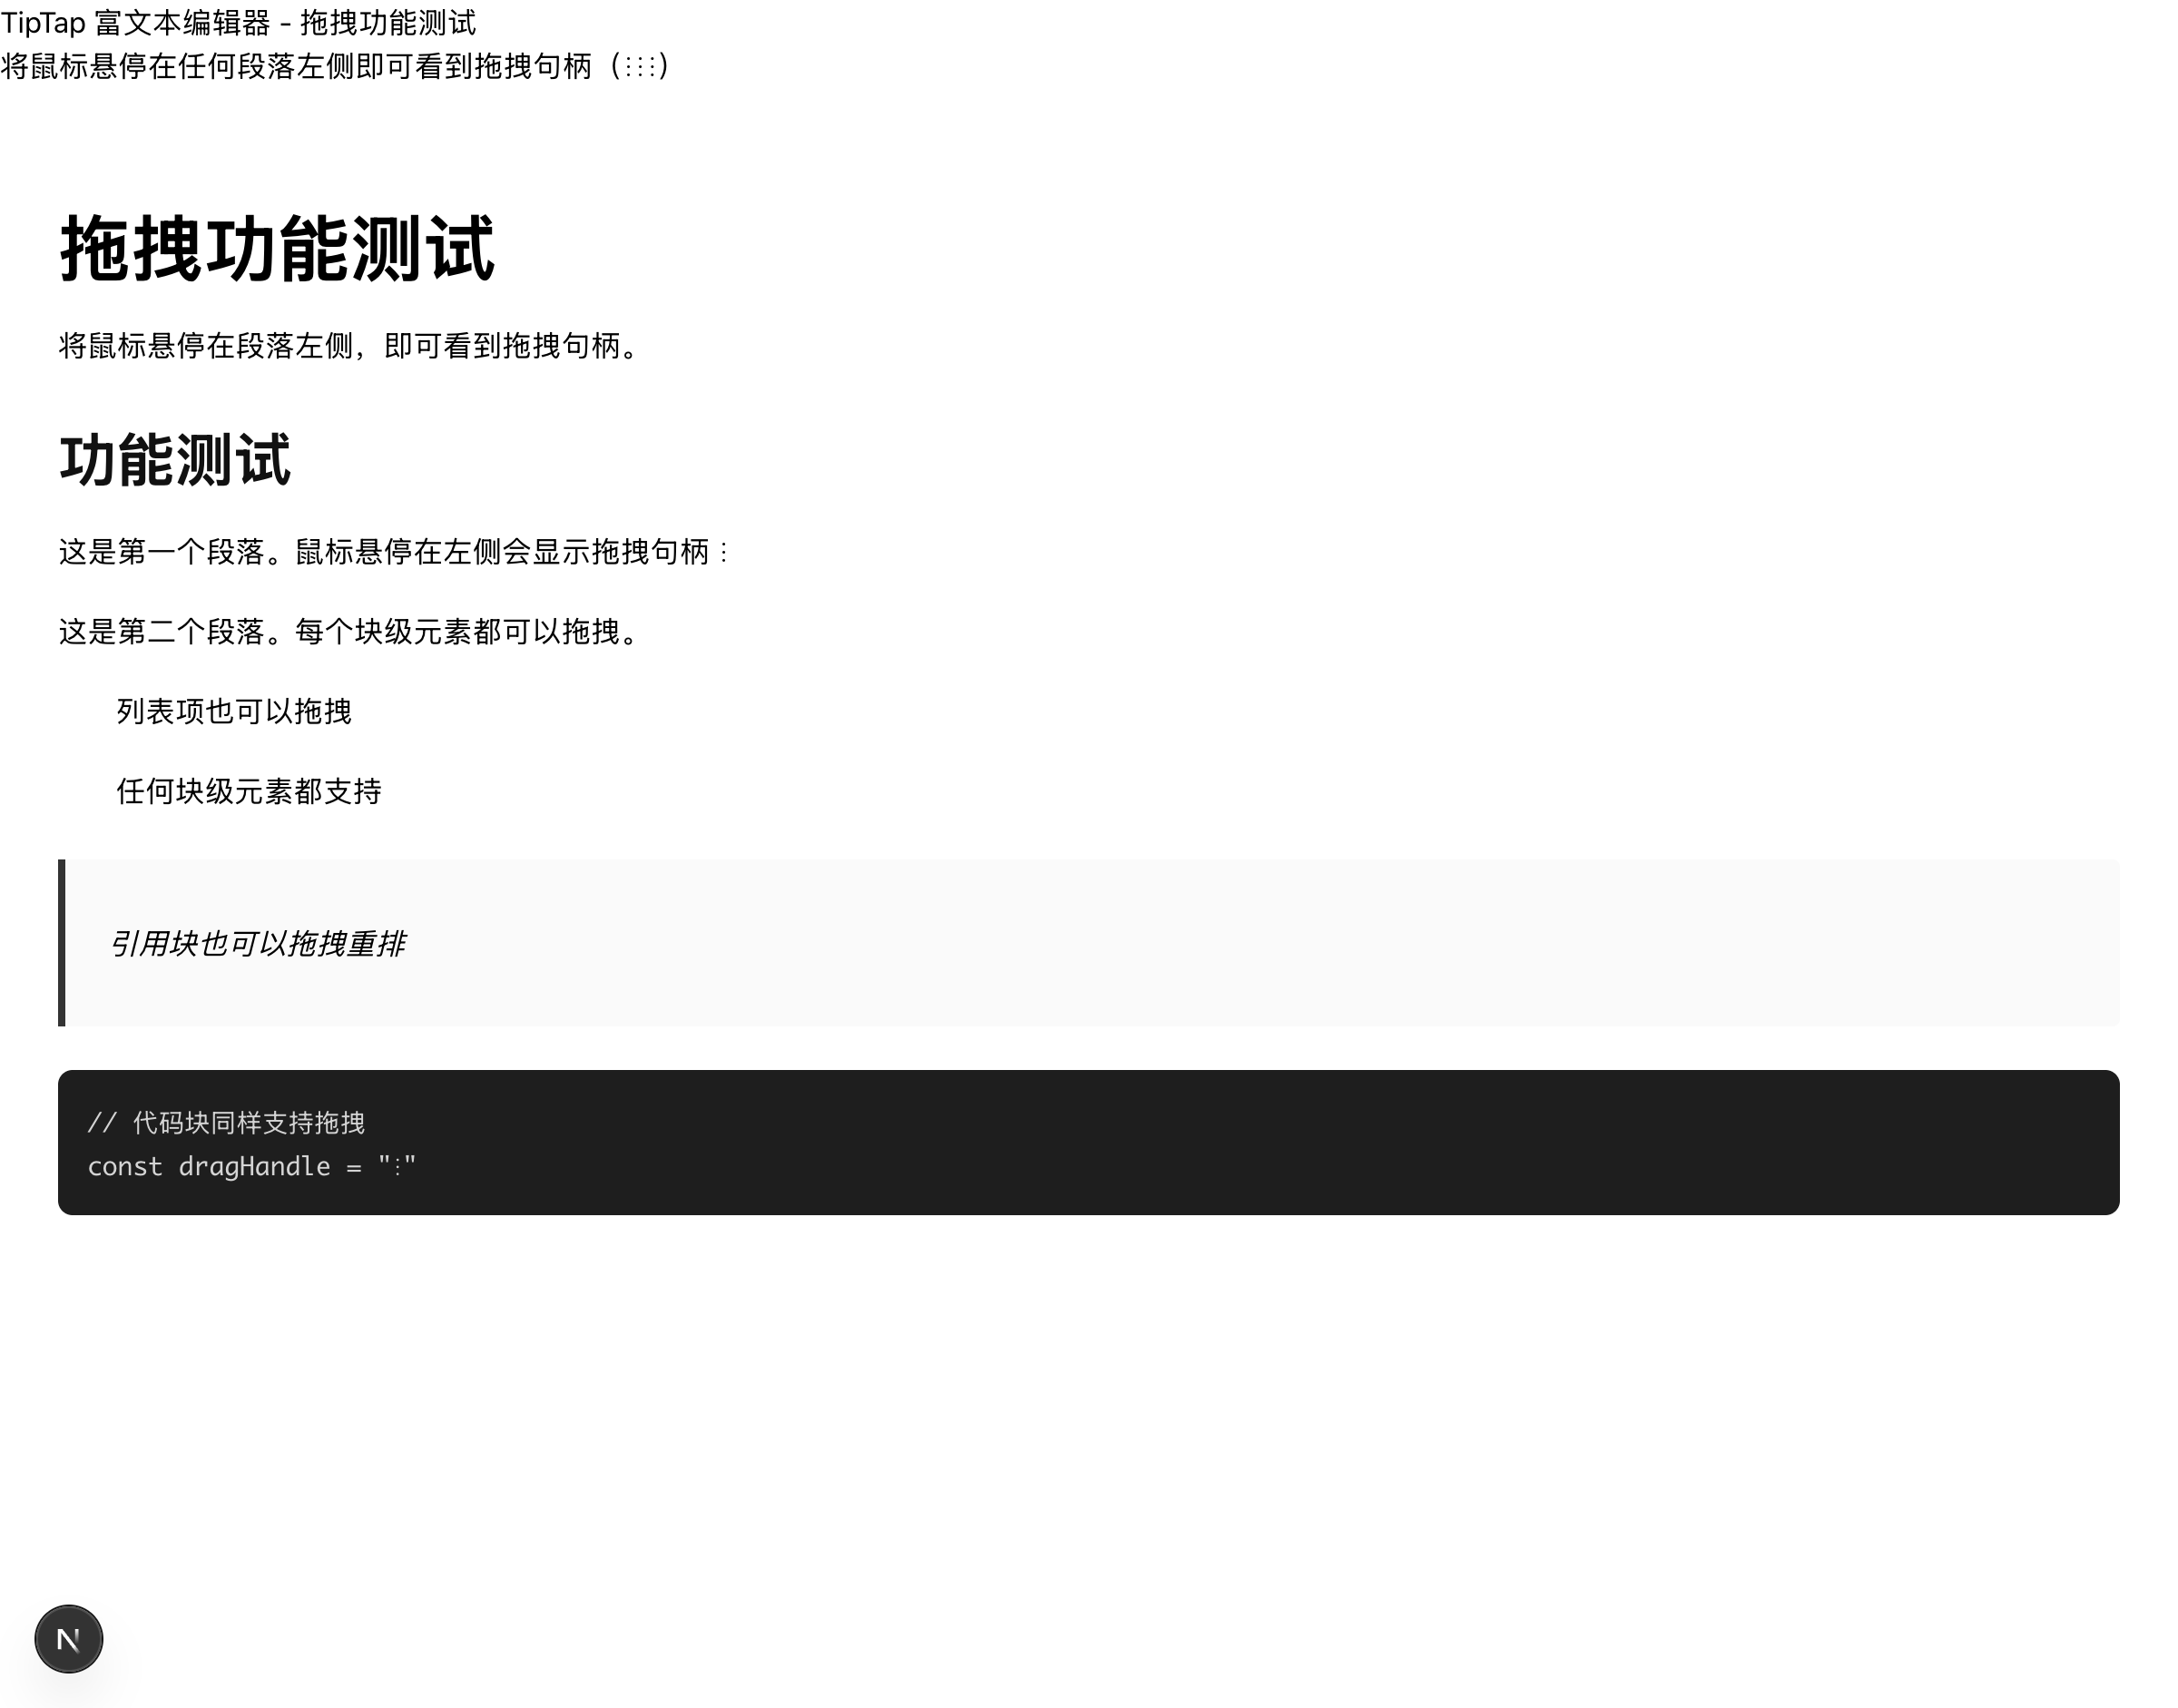 TipTap 富文本编辑器 - 拖拽功能测试
将鼠标悬停在任何段落左侧即可看到拖拽句柄（⋮⋮⋮）
拖拽功能测试
将鼠标悬停在段落左侧，即可看到拖拽句柄。
功能测试
这是第一个段落。鼠标悬停在左侧会显示拖拽句柄 ⋮
这是第二个段落。每个块级元素都可以拖拽。
列表项也可以拖拽
任何块级元素都支持
引用块也可以拖拽重排
// 代码块同样支持拖拽
const dragHandle = "⋮"
N